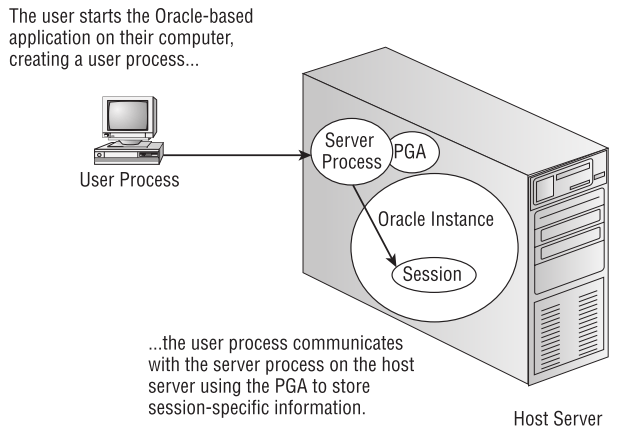 The user starts the Oracle-based
application on their computer,
creating a user process...
User Process
Server
Process
PGA
Oracle Instance
Session
...the user process communicates
with the server process on the host
server using the PGA to store
session-specific information.
Host Server